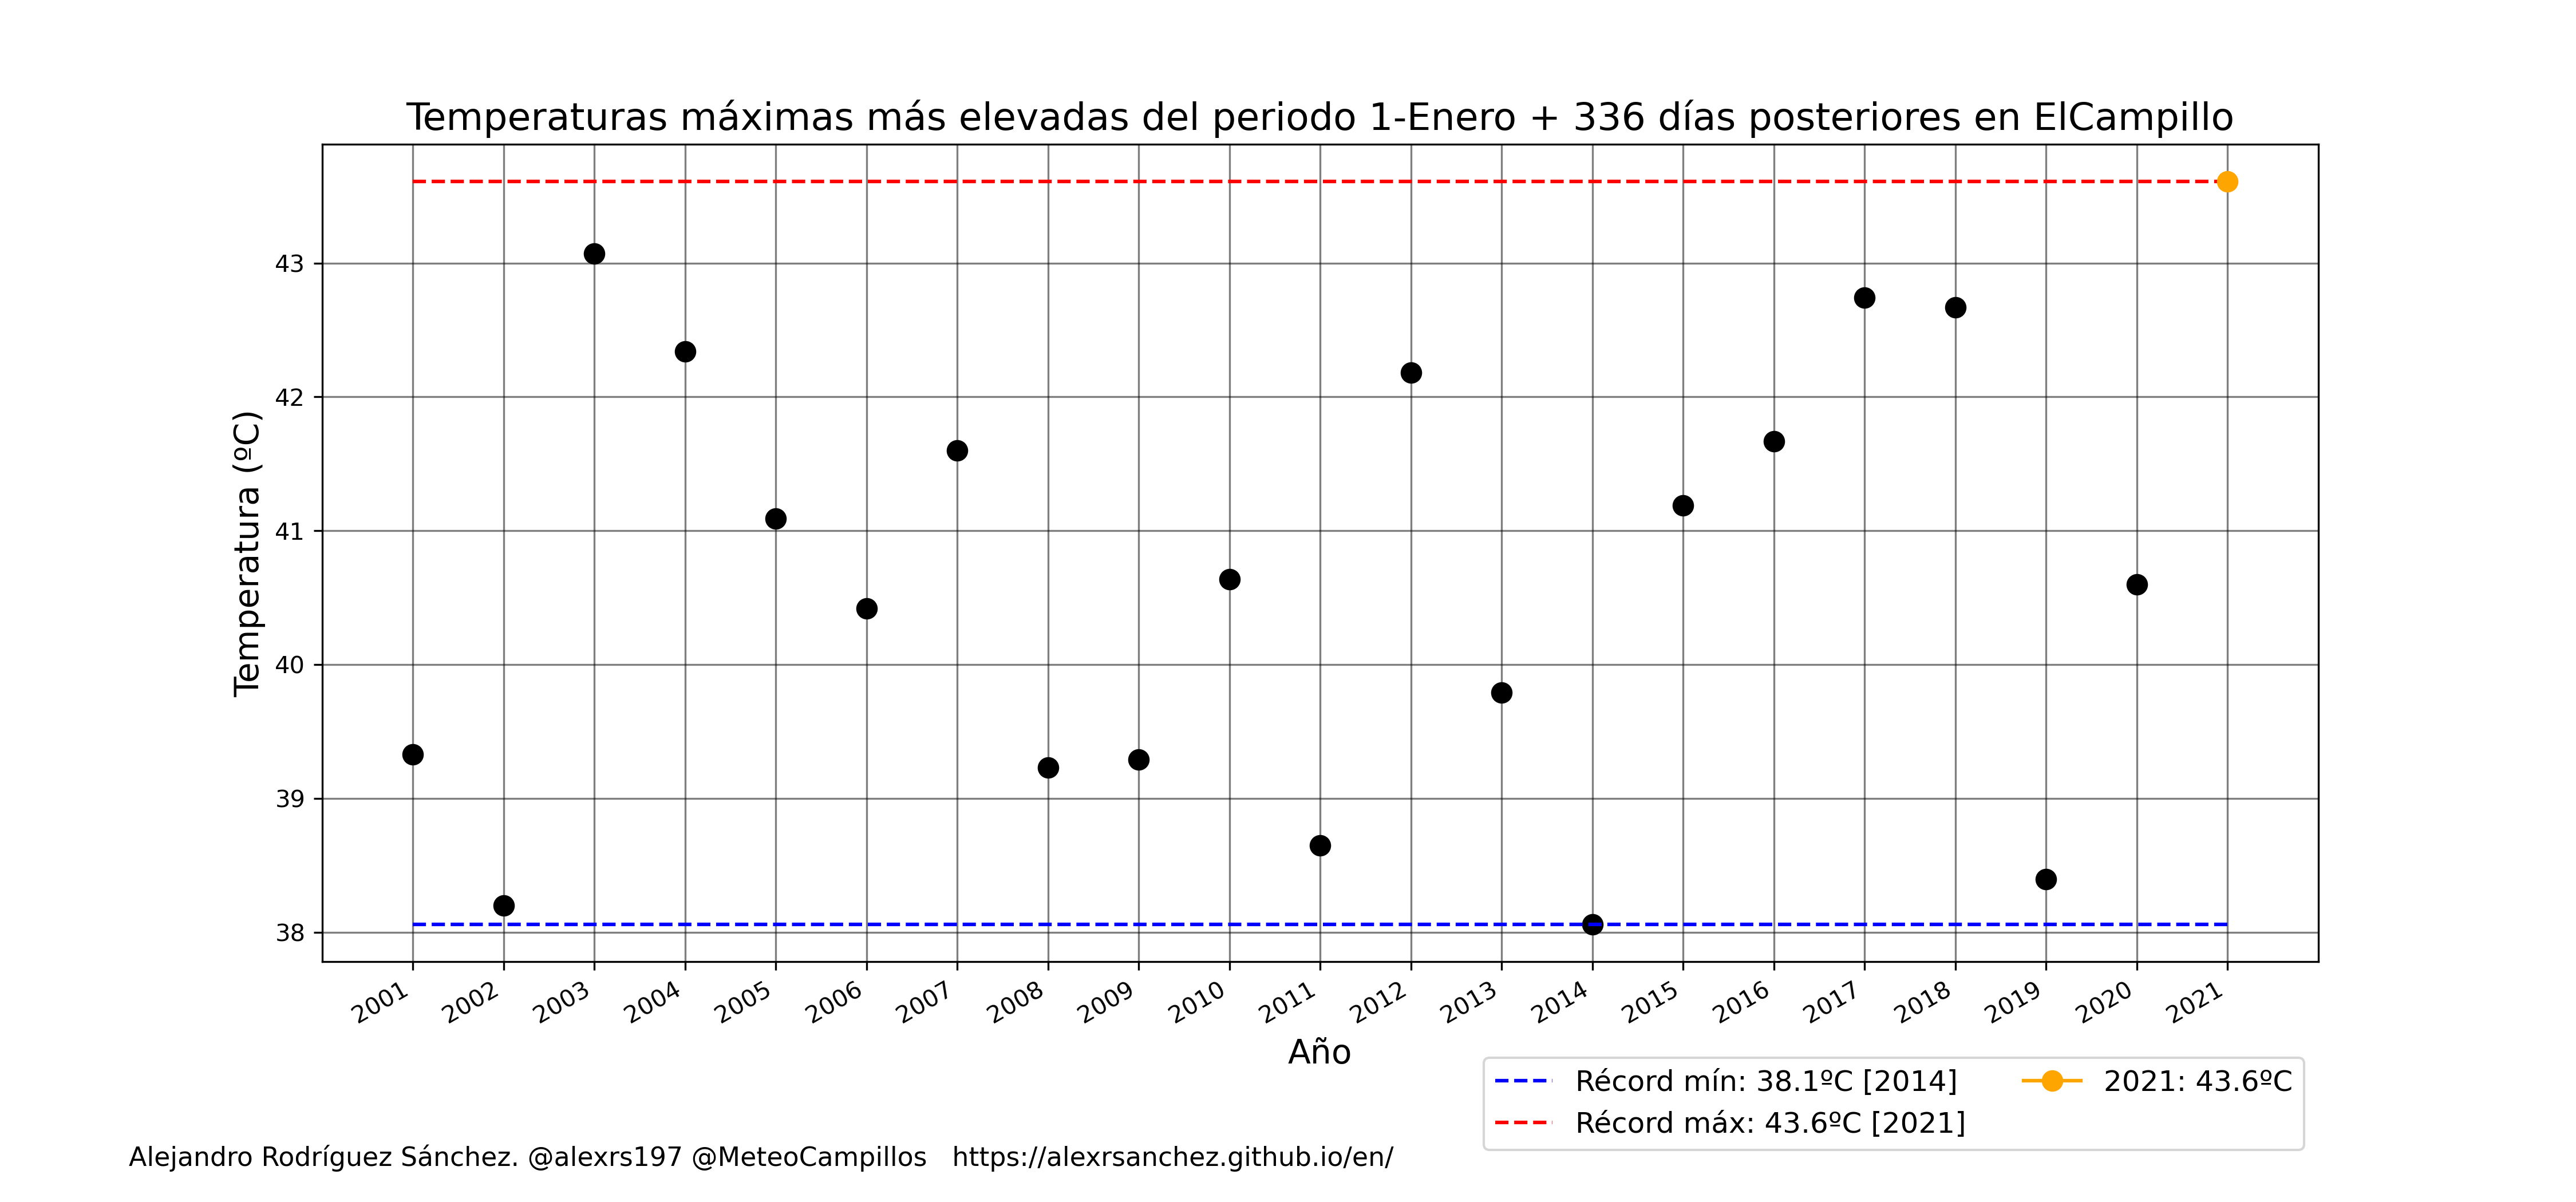 Temperaturas máximas más elevadas del periodo 1-Enero + 336 días posteriores en ElCampillo
Temperatura (ºC)
43
42
41
40
39
38
2001 2002 2003 2004 2005 2006 2007 2008 2009 2010 2011 2012 2013 2014 2015 2016 2017 2018 2019 2020 2021
Año
Récord mín: 38.1ºC [2014]
Récord máx: 43.6ºC [2021]
2021: 43.6ºC
Alejandro Rodríguez Sánchez. @alexrs197 @MeteoCampillos https://alexrsanchez.github.io/en/